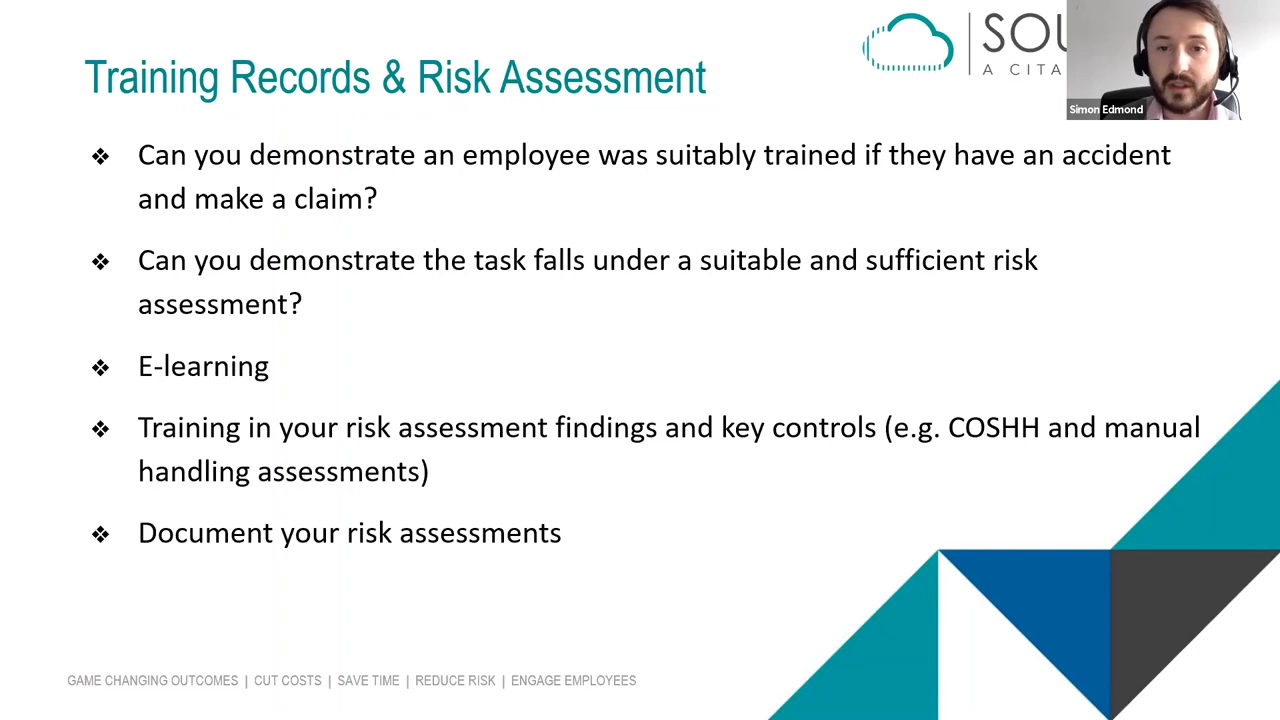 Training Records & Risk Assessment
SOU
A CITA
Simon Edmond
❖ Can you demonstrate an employee was suitably trained if they have an accident
and make a claim?
❖ Can you demonstrate the task falls under a suitable and sufficient risk
assessment?
❖ E-learning
❖ Training in your risk assessment findings and key controls (e.g. COSHH and manual
handling assessments)
❖ Document your risk assessments
GAME CHANGING OUTCOMES | CUT COSTS | SAVE TIME | REDUCE RISK | ENGAGE EMPLOYEES